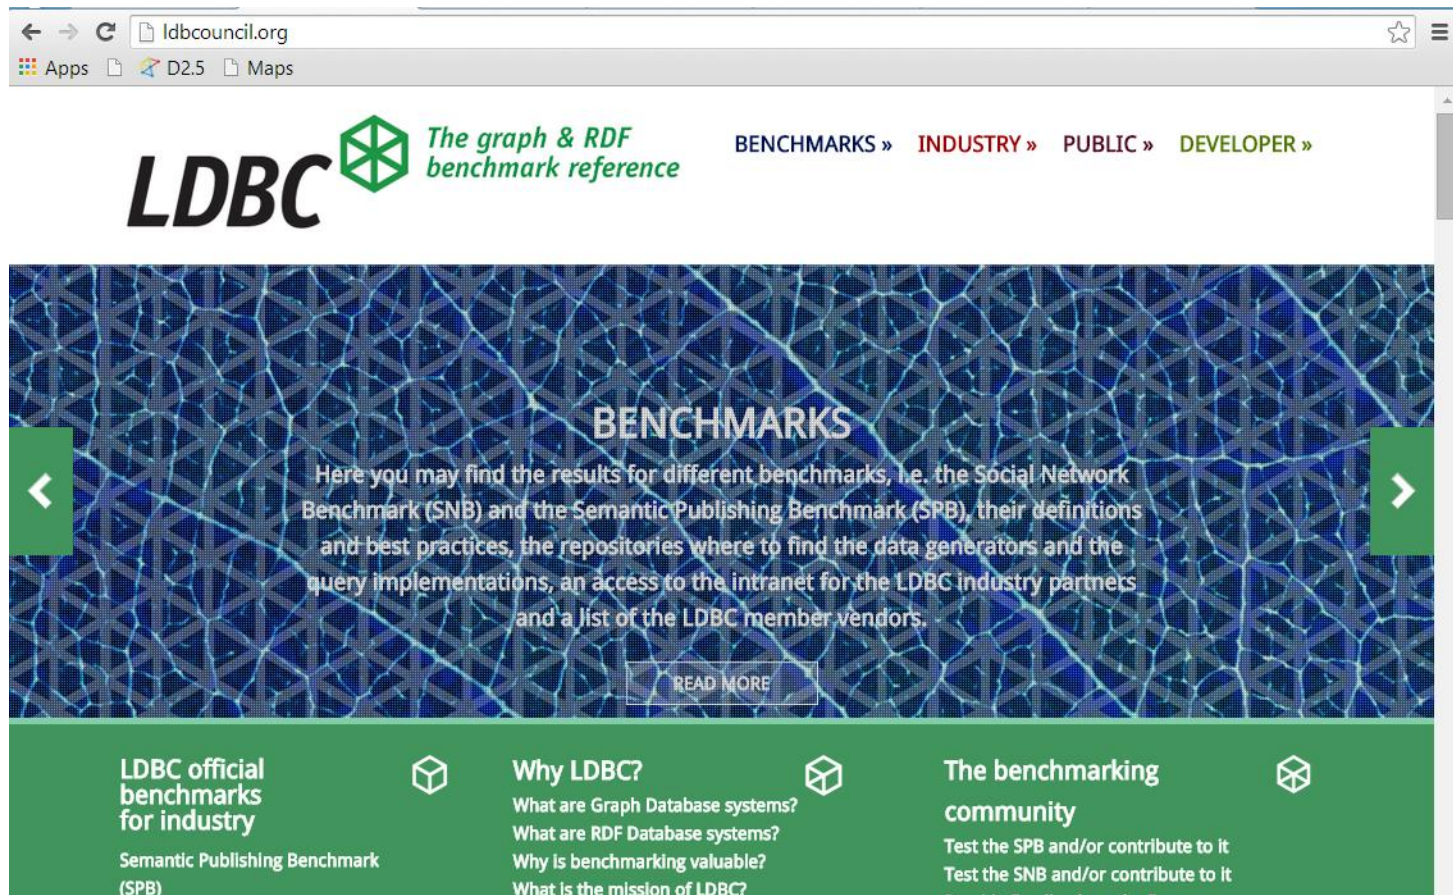 ldbcouncil.org
Apps D2.5 Maps
LDBC
The graph & RDF
benchmark reference
BENCHMARKS » INDUSTRY » PUBLIC » DEVELOPER »
BENCHMARKS
Here you may find the results for different benchmarks, i.e. the Social Network
Benchmark (SNB) and the Semantic Publishing Benchmark (SPB), their definitions
and best practices, the repositories where to find the data generators and the
query implementations, an access to the intranet for the LDBC industry partners
and a list of the LDBC member vendors.
READ MORE
LDBC official
benchmarks
for industry
Semantic Publishing Benchmark
(SPB)
Why LDBC?
What are Graph Database systems?
What are RDF Database systems?
Why is benchmarking valuable?
What is the mission of LDBC?
The benchmarking
community
Test the SPB and/or contribute to it
Test the SNB and/or contribute to it